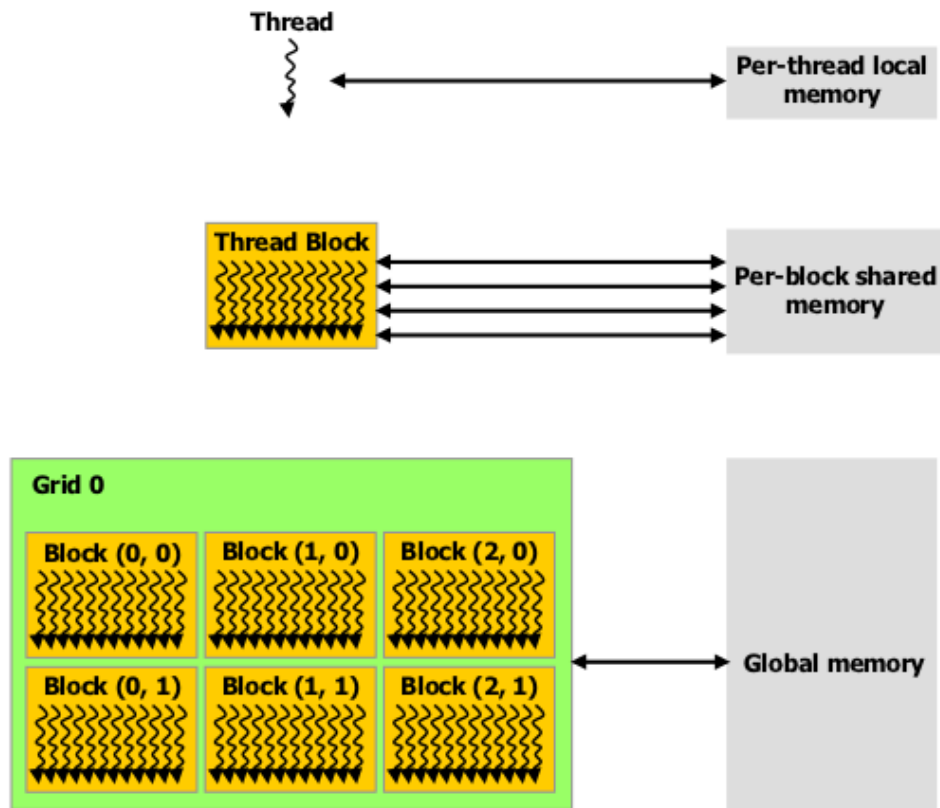 Thread
Per-thread local
memory
Thread Block
Per-block shared
memory
Grid 0
Block (0, 0)
Block (1, 0)
Block (2, 0)
Global memory
Block (0, 1)
Block (1, 1)
Block (2, 1)